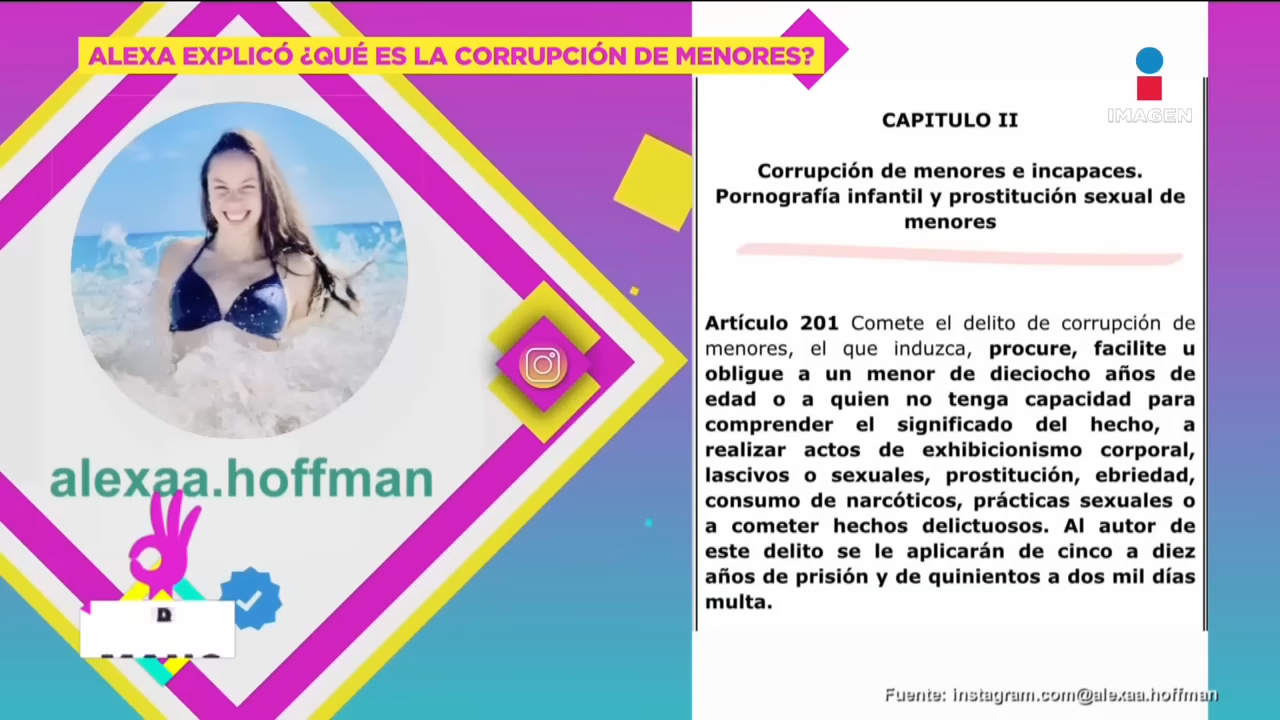 ALEXA EXPLICÓ ¿QUÉ ES LA CORRUPCIÓN DE MENORES?
IMAGEN
alexaa.hoffman
D
CAPITULO II
Corrupción de menores e incapaces.
Pornografía infantil y prostitución sexual de
menores
Artículo 201 Comete el delito de corrupción de
menores, el que induzca, procure, facilite u
obligue a un menor de dieciocho años de
edad o a quien no tenga capacidad para
comprender el significado del hecho, a
realizar actos de exhibicionismo corporal,
lascivos o sexuales, prostitución, ebriedad,
consumo de narcóticos, prácticas sexuales o
a cometer hechos delictuosos. Al autor de
este delito se le aplicarán de cinco a diez
años de prisión y de quinientos a dos mil días
multa.
Fuente: instagram.com@alexaa.hoffman